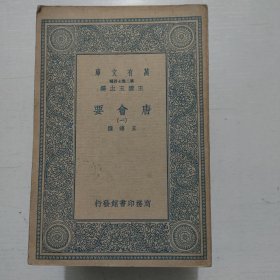 萬有文庫
第二集七百種
王雲五主編
唐會要
(一)
王溥撰
商務印書館發行